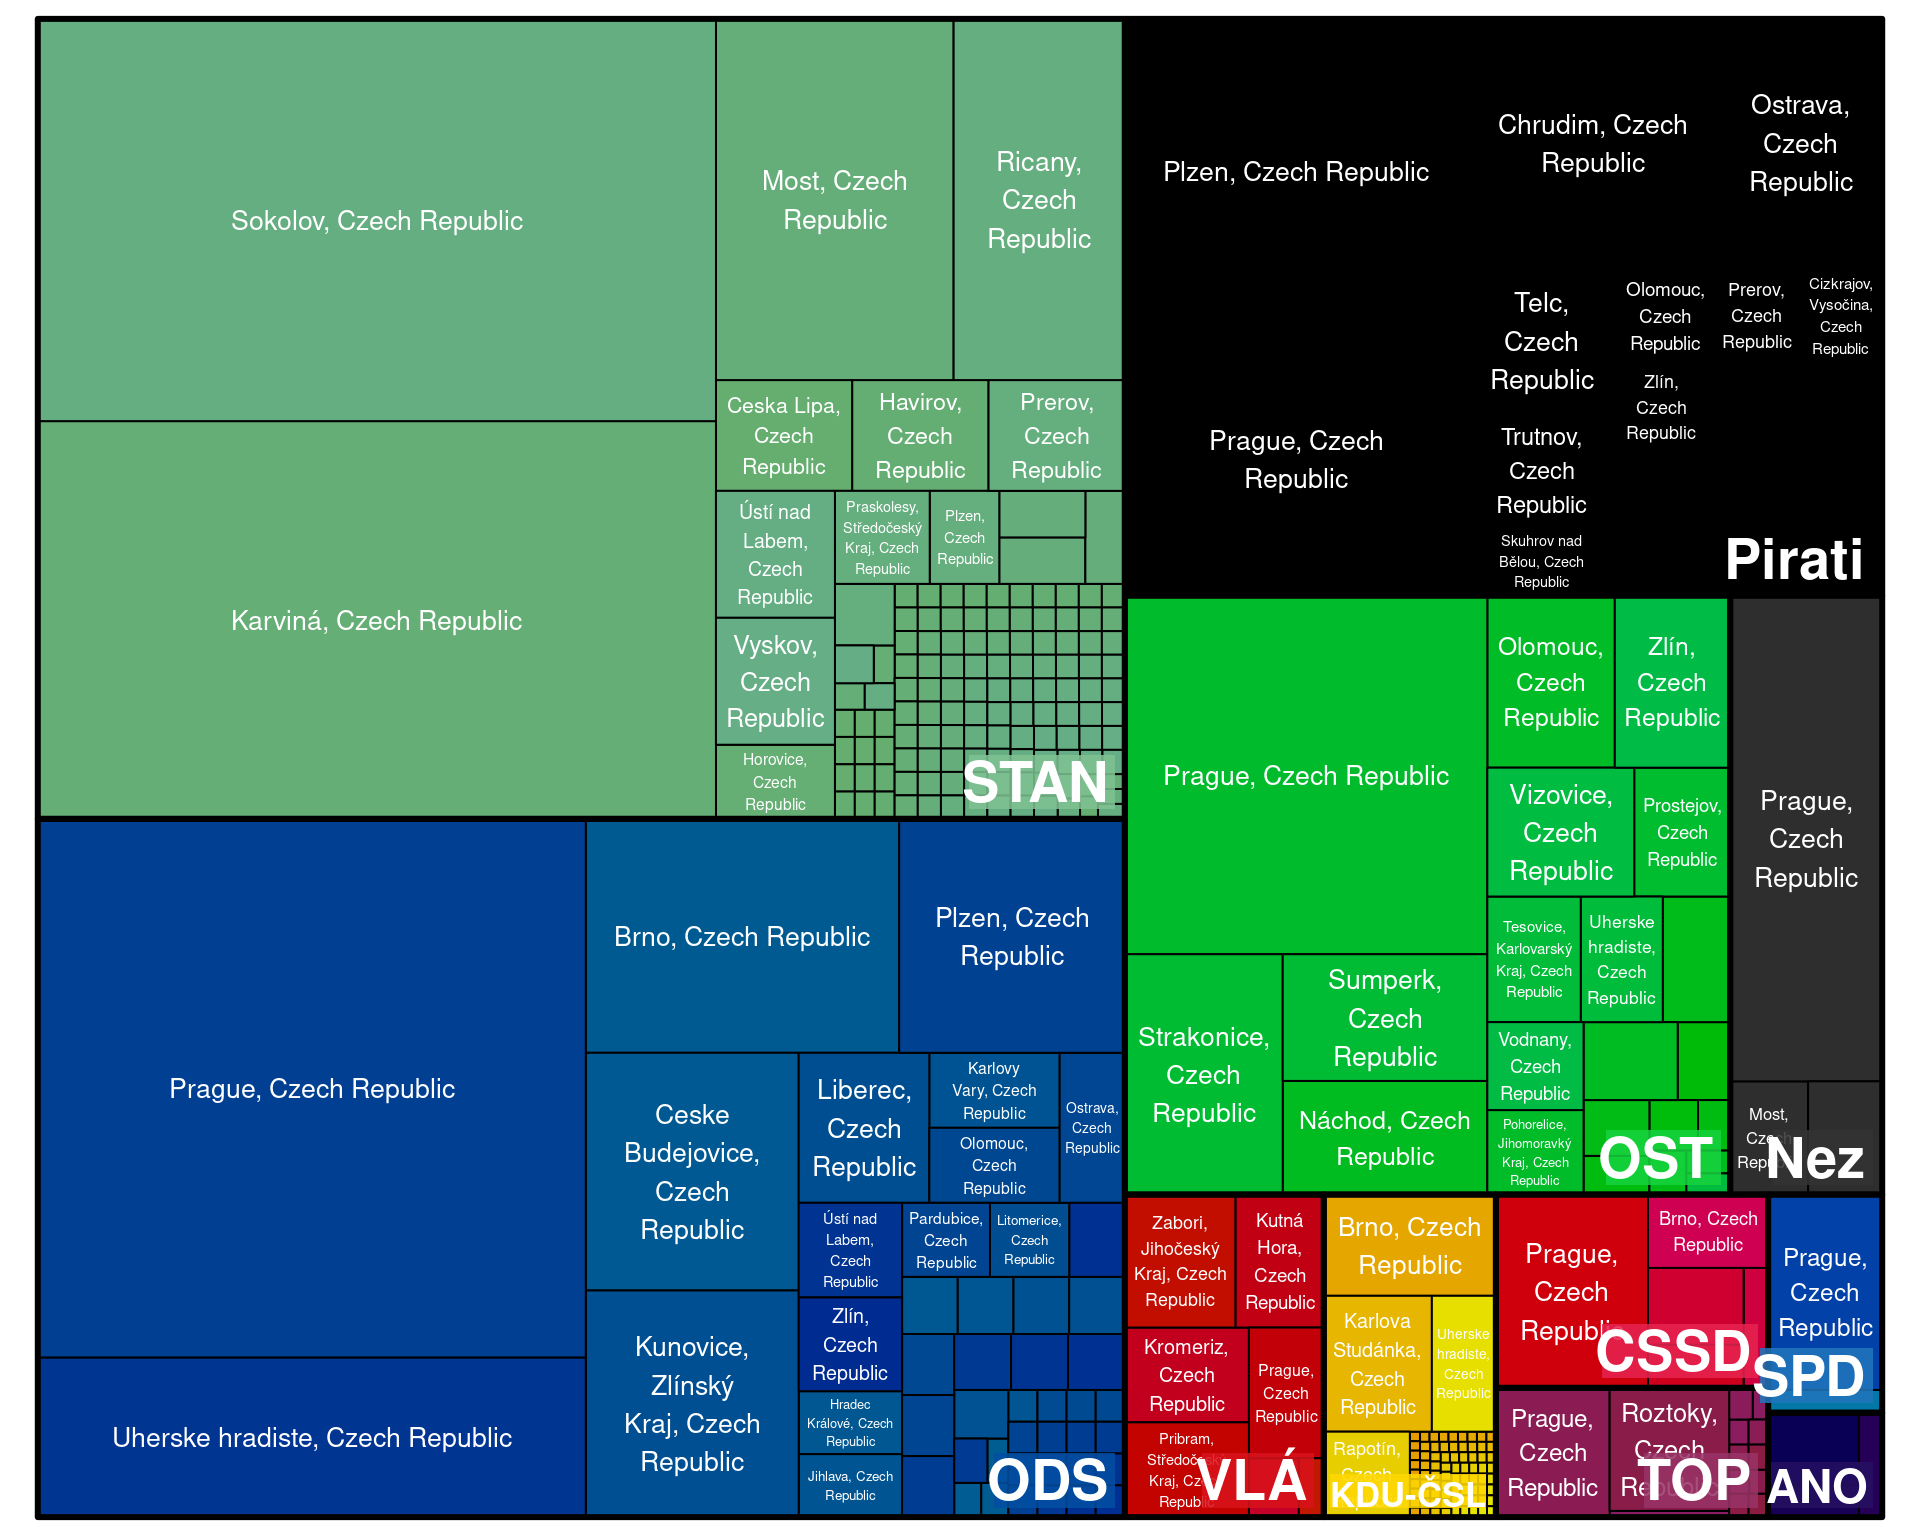 Sokolov, Czech Republic
Karviná, Czech Republic
Most, Czech
Republic
Ricany,
Czech
Republic
Ceska Lipa,
Czech
Republic
Havirov,
Czech
Republic
Prerov,
Czech
Republic
Ústí nad
Labem,
Czech
Republic
Praskolesy,
Středočeský
Kraj, Czech
Republic
Plzen,
Czech
Republic
Vyskov,
Czech
Republic
Horovice,
Czech
Republic
STAN
Plzen, Czech Republic
Chrudim, Czech
Republic
Ostrava,
Czech
Republic
Prague, Czech
Republic
Telc,
Czech
Republic
Olomouc,
Czech
Republic
Prerov,
Czech
Republic
Cizkrajov,
Vysočina,
Czech
Republic
Zlín,
Czech
Republic
Trutnov,
Czech
Republic
Skuhrov nad
Bělou, Czech
Republic
Pirati
Prague, Czech Republic
Uherske hradiste, Czech Republic
Brno, Czech Republic
Plzen, Czech
Republic
Ceske
Budejovice,
Czech
Republic
Kunovice,
Zlínský
Kraj, Czech
Republic
Liberec,
Czech
Republic
Karlovy
Vary, Czech
Republic
Olomouc,
Czech
Republic
Ostrava,
Czech
Republic
Ústí nad
Labem,
Czech
Republic
Pardubice,
Czech
Republic
Litomerice,
Czech
Republic
Zlín,
Czech
Republic
Hradec
Králové, Czech
Republic
Jihlava, Czech
Republic
ODS
Prague, Czech Republic
Strakonice,
Czech
Republic
Sumperk,
Czech
Republic
Náchod, Czech
Republic
Olomouc,
Czech
Republic
Zlín,
Czech
Republic
Vizovice,
Czech
Republic
Prostejov,
Czech
Republic
Tesovice,
Karlovarský
Kraj, Czech
Republic
Uherske
hradiste,
Czech
Republic
Vodnany,
Czech
Republic
Pohorelice,
Jihomoravký
Kraj, Czech
Republic
OST
Prague,
Czech
Republic
Most,
Czech
Republic
Nez
Zabori,
Jihočeský
Kraj, Czech
Republic
Kutná
Hora,
Czech
Republic
Kromeriz,
Czech
Republic
Prague,
Czech
Republic
Pribram,
Středočeský
Kraj, Czech
Republic
VLÁ
Brno, Czech
Republic
Karlova
Studánka,
Czech
Republic
Uherske
hradiste,
Czech
Republic
Rapotín,
Czech
KDU-ČSL
Prague,
Czech
Republic
Brno, Czech
Republic
CSSD
Prague,
Czech
Republic
SPD
Prague,
Czech
Republic
Roztoky,
Czech
Republic
TOP
ANO